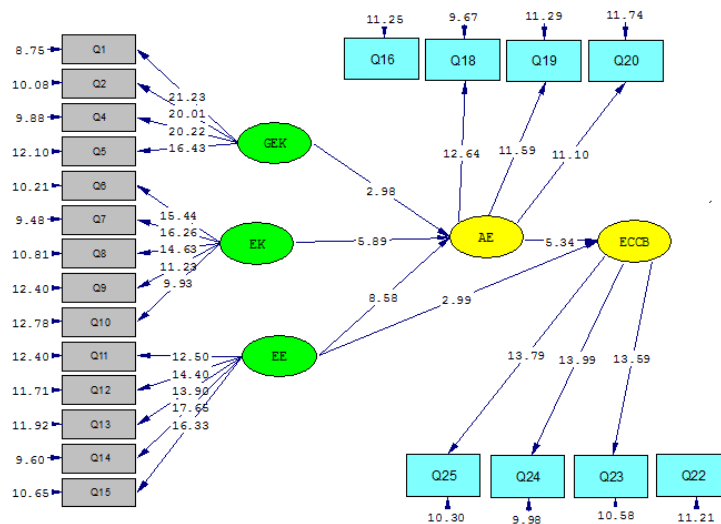 11.25 9.67 11.29 11.74
8.75 Q1
Q16 Q18 Q19 Q20
10.08 Q2
21.23
20.01
9.88 Q4
20.22
GEK
12.10 Q5
16.43
12.64 11.59 11.10
10.21 Q6
2.98
9.48 Q7
15.44
16.26
10.81 Q8
14.63
EK
5.89
AE
5.34
ECCB
12.40 Q9
11.23
9.93
12.78 Q10
8.58
2.99
12.40 Q11
12.50
EE
11.71 Q12
14.40
13.90
13.79 13.99 13.59
11.92 Q13
17.65
16.33
9.60 Q14
10.65 Q15
Q25 Q24 Q23 Q22
10.30 9.98 10.58 11.21